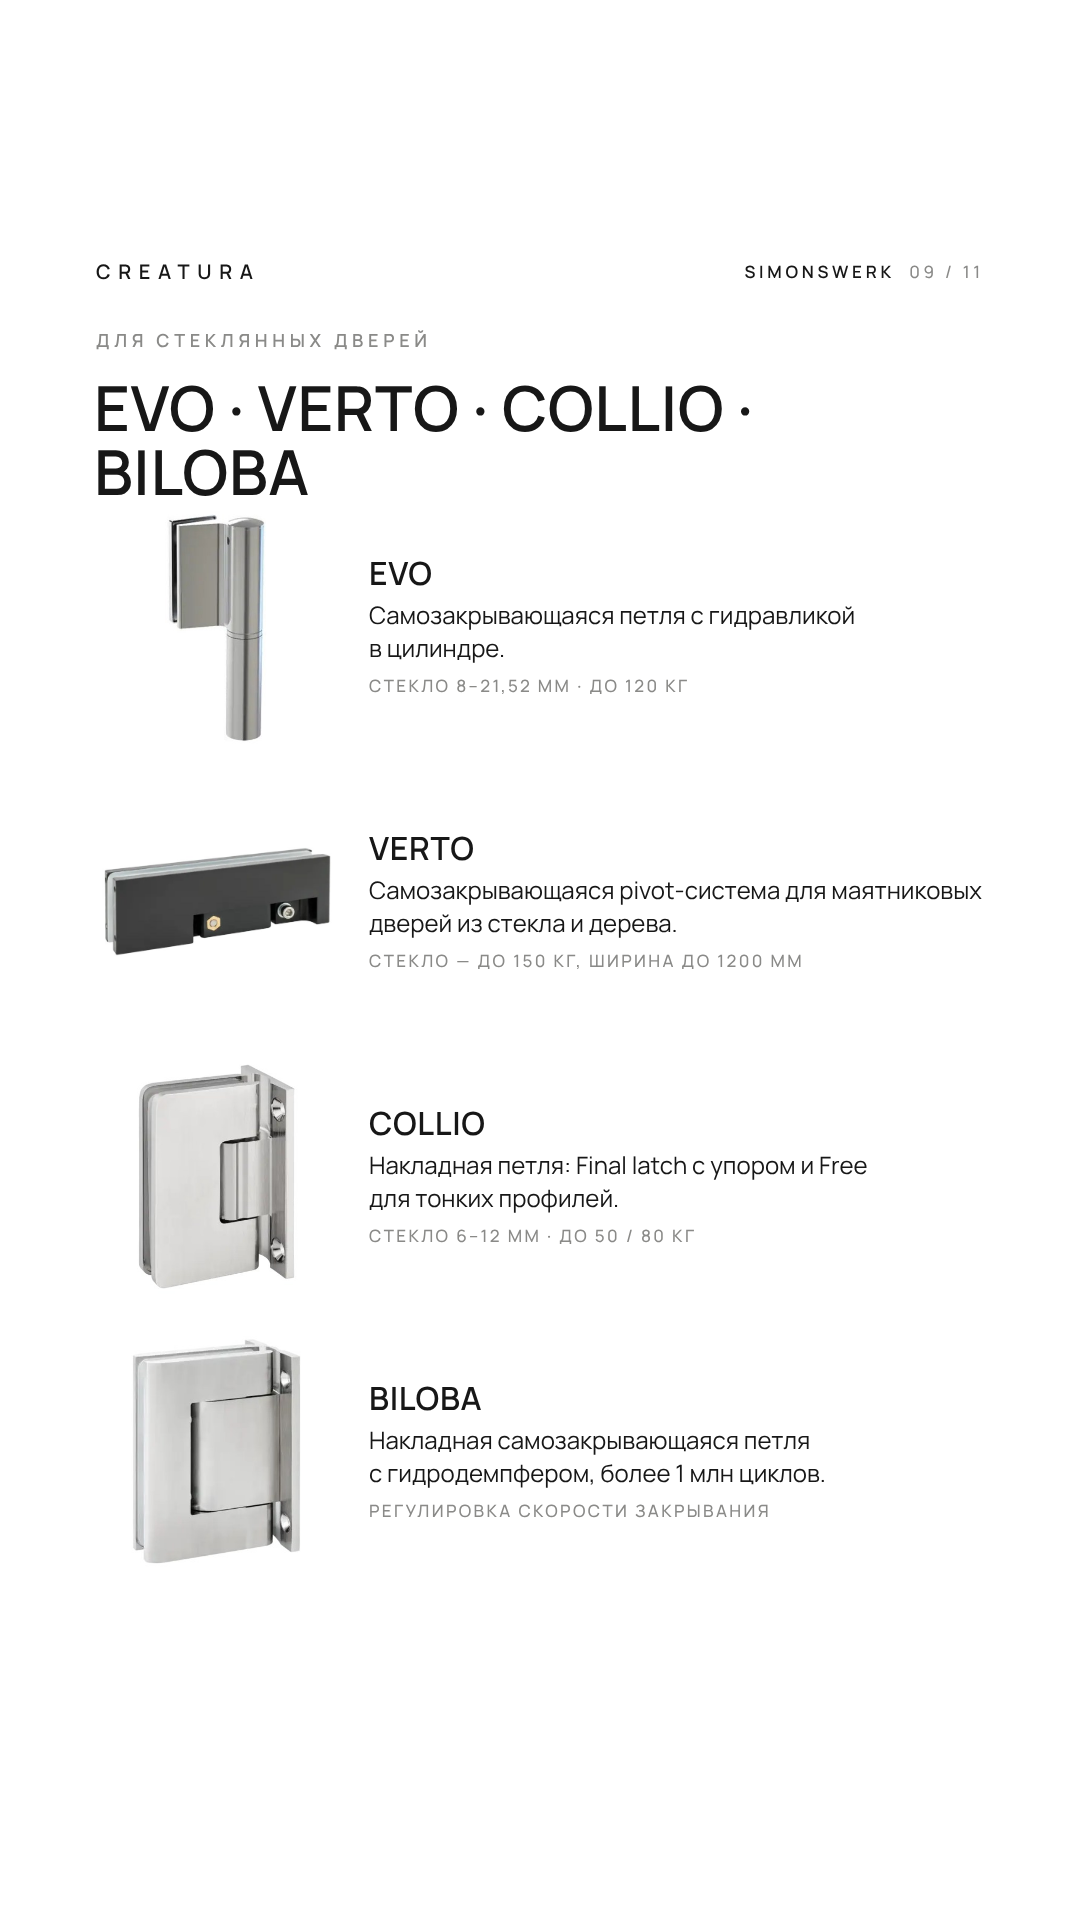 CREATURA
SIMONSWERK 09 / 11
ДЛЯ СТЕКЛЯННЫХ ДВЕРЕЙ
EVO · VERTO · COLLIO ·
BILOBA
EVO
Самозакрывающаяся петля с гидравликой
в цилиндре.
СТЕКЛО 8–21,52 ММ · ДО 120 КГ
VERTO
Самозакрывающаяся pivot-система для маятниковых
дверей из стекла и дерева.
СТЕКЛО — ДО 150 КГ, ШИРИНА ДО 1200 ММ
COLLIO
Накладная петля: Final latch с упором и Free
для тонких профилей.
СТЕКЛО 6–12 ММ · ДО 50 / 80 КГ
BILOBA
Накладная самозакрывающаяся петля
с гидродемпфером, более 1 млн циклов.
РЕГУЛИРОВКА СКОРОСТИ ЗАКРЫВАНИЯ